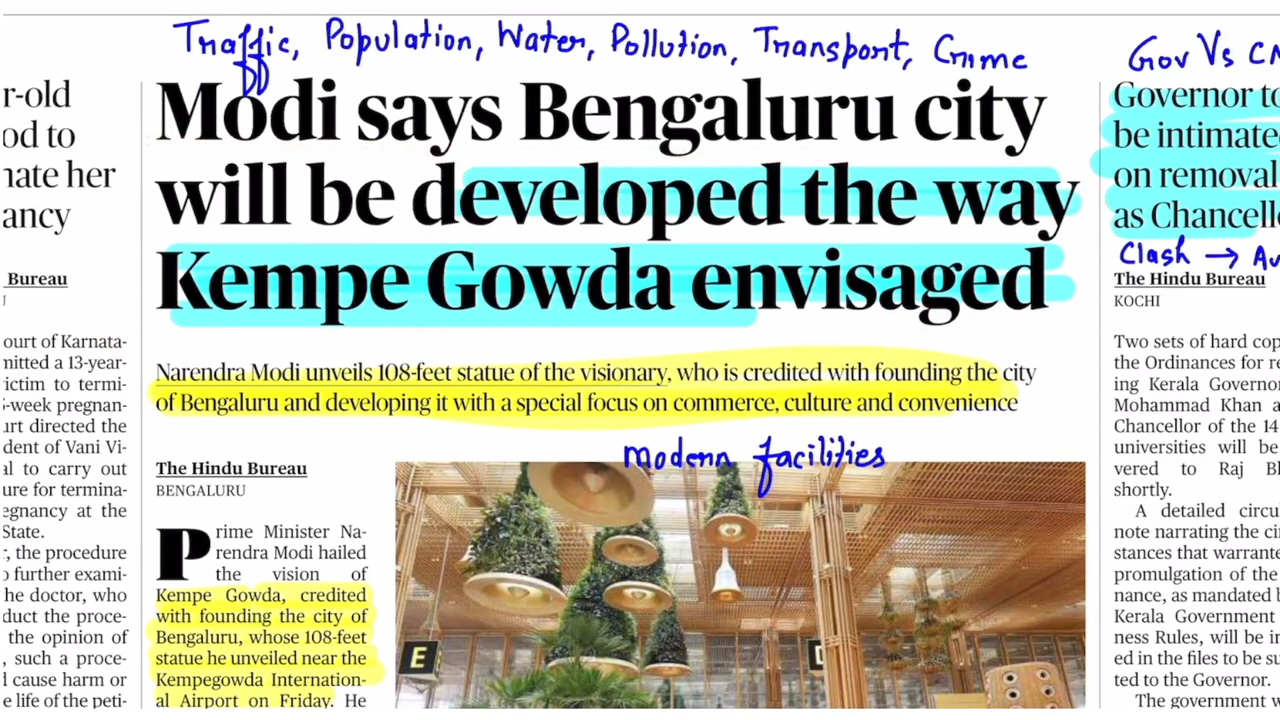 Traffic, Population, Water, Pollution, Transport, Crime
Modi says Bengaluru city
will be developed the way
Kempe Gowda envisaged
Narendra Modi unveils 108-feet statue of the visionary, who is credited with founding the city
of Bengaluru and developing it with a special focus on commerce, culture and convenience
modern facilities
The Hindu Bureau
BENGALURU
Prime Minister Na-
rendra Modi hailed
the vision of
Kempe Gowda, credited
with founding the city of
Bengaluru, whose 108-feet
statue he unveiled near the
Kempegowda Internation-
al Airport on Friday. He
E
r-old
od to
nate her
ancy
Bureau
ourt of Karnata-
mitted a 13-year-
ictim to termi-
-week pregnan-
urt directed the
dent of Vani Vi-
al to carry out
ure for termina-
egnancy at the
State.
, the procedure
o further exami-
he doctor, who
duct the proce-
the opinion of
, such a proce-
cause harm or
e life of the peti-
Gov Vs
Governor to
be intimate
on removal
as Chancell
Clash →
The Hindu Bureau
KOCHI
Two sets of hard cop
the Ordinances for re
ing Kerala Governo
Mohammad Khan a
Chancellor of the 14
universities will be
vered to Raj B
shortly.
A detailed circu
note narrating the cir
stances that warrante
promulgation of the
nance, as mandated b
Kerala Government
ness Rules, will be in
ed in the files to be su
ted to the Governor.
The government w